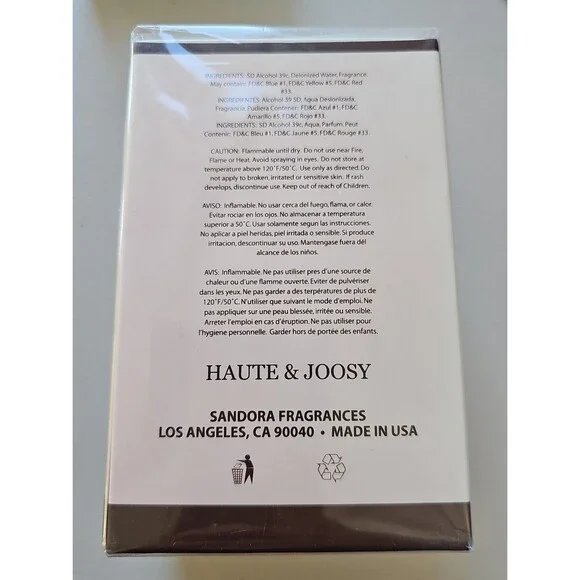 INGREDIENTS: SD Alcohol 39c, Deionized Water, Fragrance.
May contain: FD&C Blue #1, FD&C Yellow #5, FD&C Red
#33.
INGREDIENTS: Alcohol 39 SD, Agua Desionizada,
Fragrancia, Pudiera Contener: FD&C Azul #1, FD&C
Amarillo #5, FD&C Rojo #33.
INGREDIENTS: SD Alcohol 39c, Aqua, Parfum, Peut
Contenir: FD&C Bleu #1, FD&C Jaune #5, FD&C Rouge #33
CAUTION: Flammable until dry. Do not use near Fire,
Flame or Heat. Avoid spraying in eyes. Do not store at
temperature above 120°F/50°C. Use only as directed. Do
not apply to broken, irritated or sensitive skin. If rash
develops, discontinue use. Keep out of reach of Children.
AVISO: Inflamable. No usar cerca del fuego, flama, or calor.
Evitar rociar en los ojos. No almacenar a temperatura
superior a 50°C. Usar solamente segun las instrucciones.
No aplicar a piel heridas, piel irritada o sensible. Si produce
irritacion, descontinuar su uso. Mantengase fuera dél
alcance de los niños.
AVIS: Inflammable. Ne pas utiliser pres d'une source de
chaleur ou d'une flamme ouverte. Eviter de pulvériser
dans les yeux. Ne pas garder a des températures de plus de
120°F/50°C. N'utiliser que suivant le mode d'emploi. Ne
pas appliquer sur une peau blessée, irritée ou sensible.
Arreter l'emploi en cas d'éruption. Ne pas utiliser pour
l'hygiene personnelle. Garder hors de portée des enfants.
HAUTE & JOOSY
SANDORA FRAGRANCES
LOS ANGELES, CA 90040 • MADE IN USA